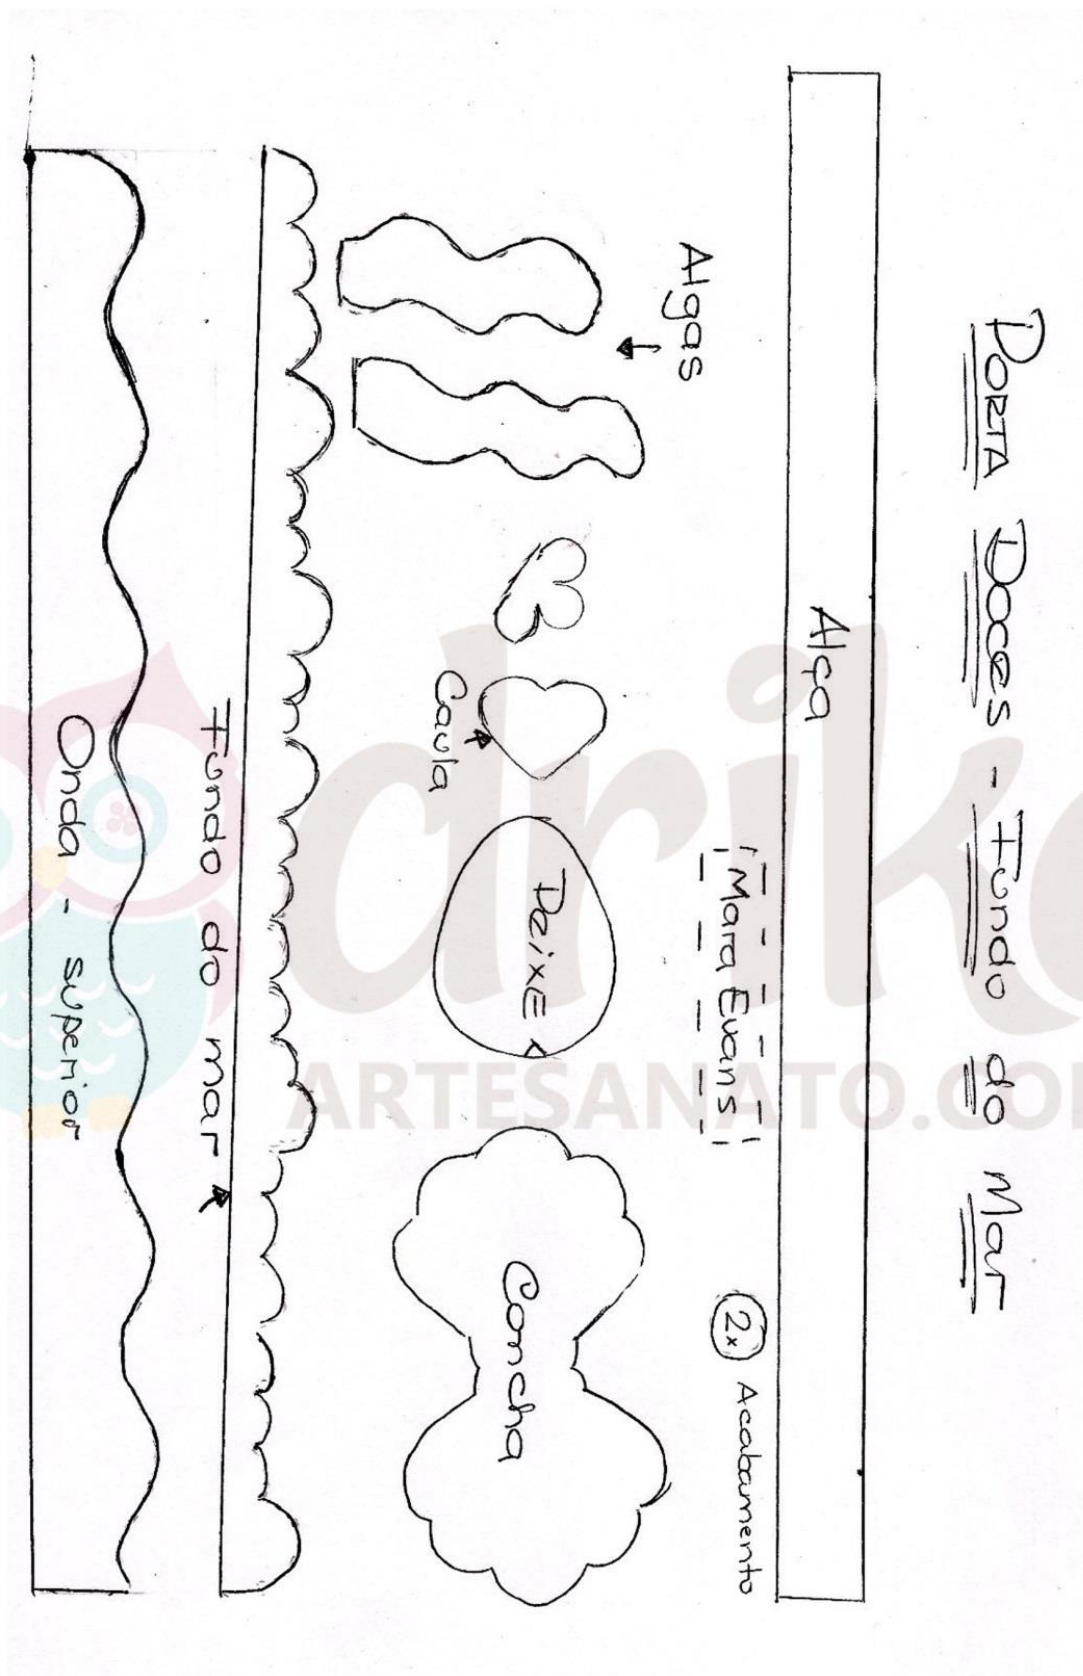 PORTA DOCES - Fundo do Mar
Alça
Algas
Mara Evans
2x Acabamento
Caula
PeixE
Concha
Fundo do mar
Onda - superior
drika
ARTESANATO.CO